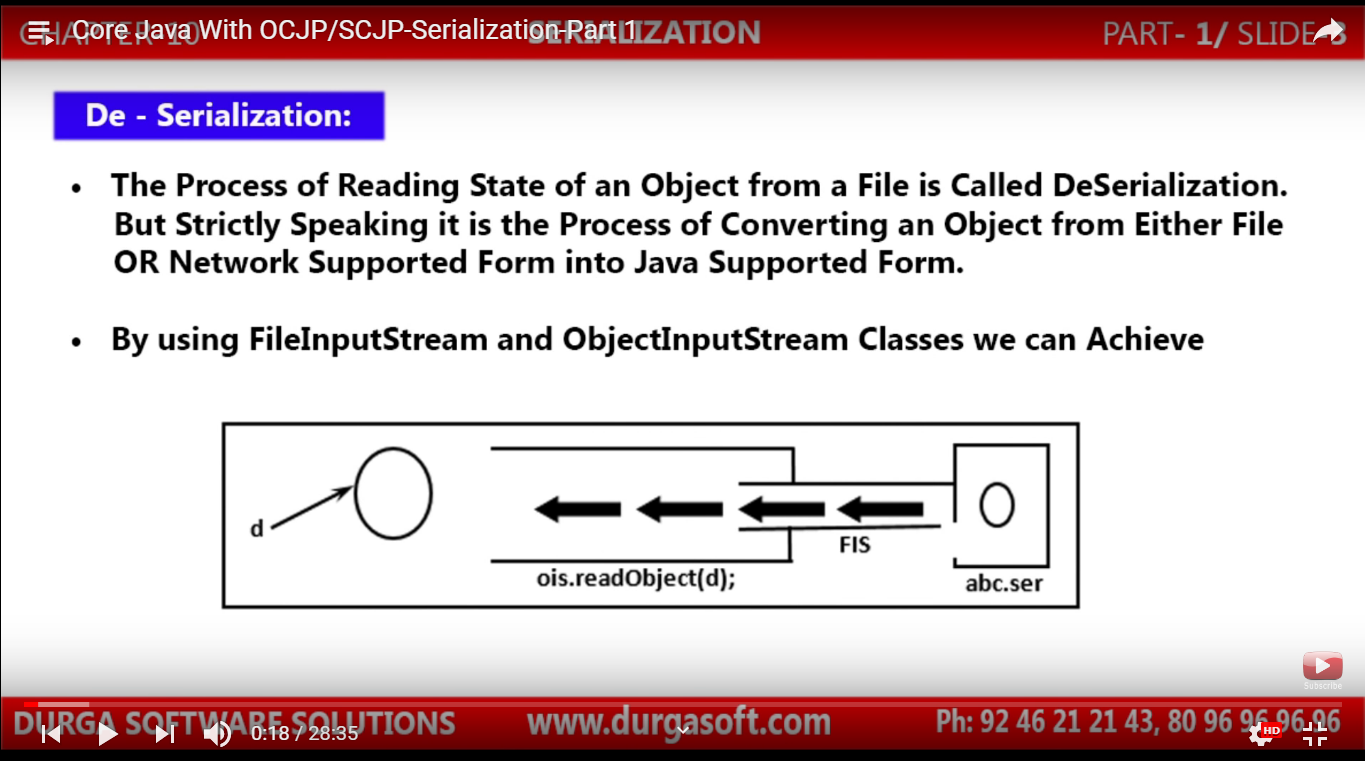 CHAPTER-10
Core Java With OCJP/SCJP-Serialization-Part 1
SERIALIZATION
PART- 1/ SLIDE-3
De - Serialization:
• The Process of Reading State of an Object from a File is Called DeSerialization.
But Strictly Speaking it is the Process of Converting an Object from Either File
OR Network Supported Form into Java Supported Form.
• By using FileInputStream and ObjectInputStream Classes we can Achieve
d
FIS
ois.readObject(d);
abc.ser
Subscribe
DURGA SOFTWARE SOLUTIONS
www.durgasoft.com
Ph: 92 46 21 21 43, 80 96 96 96 96
0:18 / 28:35
HD